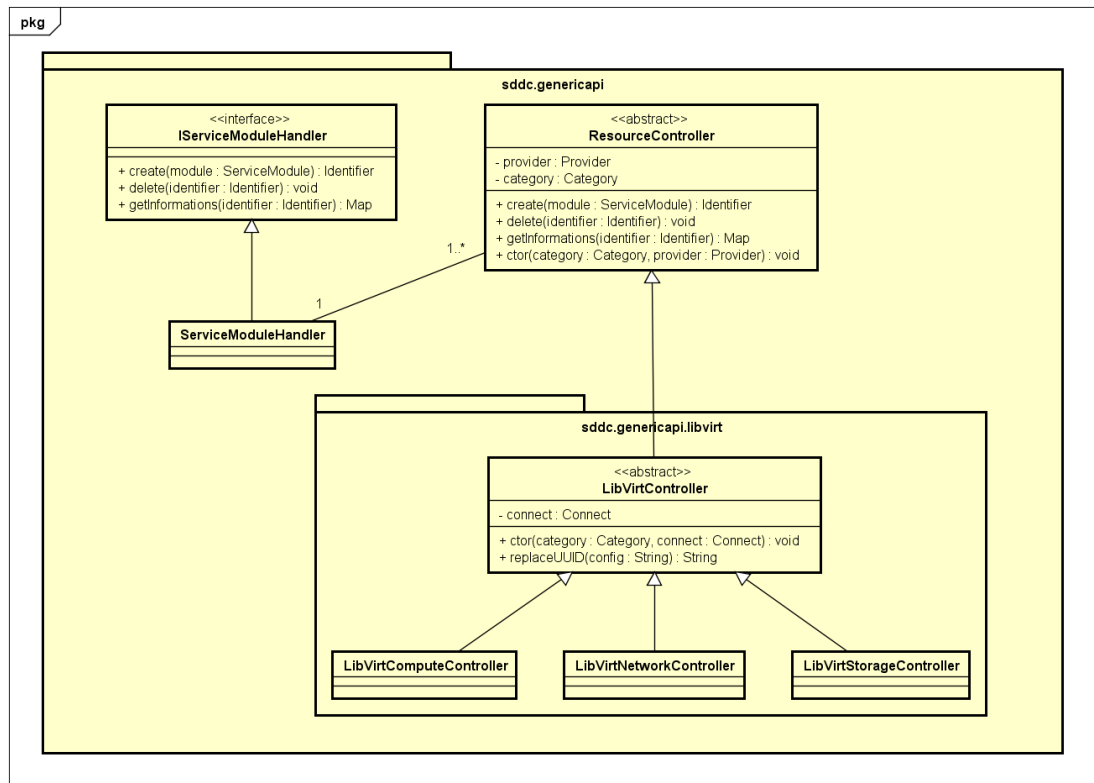 pkg
sddc.genericapi
<<interface>>
IServiceModuleHandler
+ create(module : ServiceModule) : Identifier
+ delete(identifier : Identifier) : void
+ getInformations(identifier : Identifier) : Map
<<abstract>>
ResourceController
- provider : Provider
- category : Category
+ create(module : ServiceModule) : Identifier
+ delete(identifier : Identifier) : void
+ getInformations(identifier : Identifier) : Map
+ ctor(category : Category, provider : Provider) : void
1..*
1
ServiceModuleHandler
sddc.genericapi.libvirt
<<abstract>>
LibVirtController
- connect : Connect
+ ctor(category : Category, connect : Connect) : void
+ replaceUUID(config : String) : String
LibVirtComputeController
LibVirtNetworkController
LibVirtStorageController